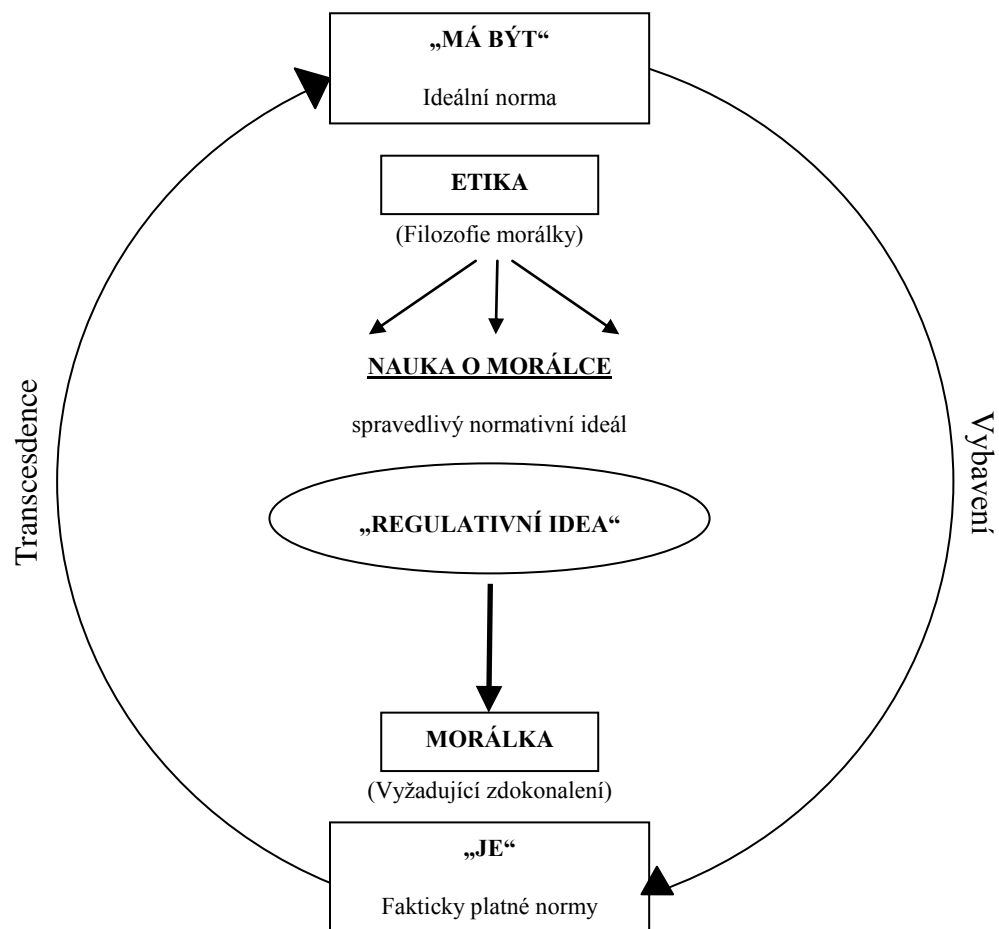 „MÁ BÝT“
Ideální norma
ETIKA
(Filozofie morálky)
NAUKA O MORÁLCE
spravedlivý normativní ideál
„REGULATIVNÍ IDEA“
MORÁLKA
(Vyžadující zdokonalení)
„JE“
Fakticky platné normy
Transcesdence
Vybavení